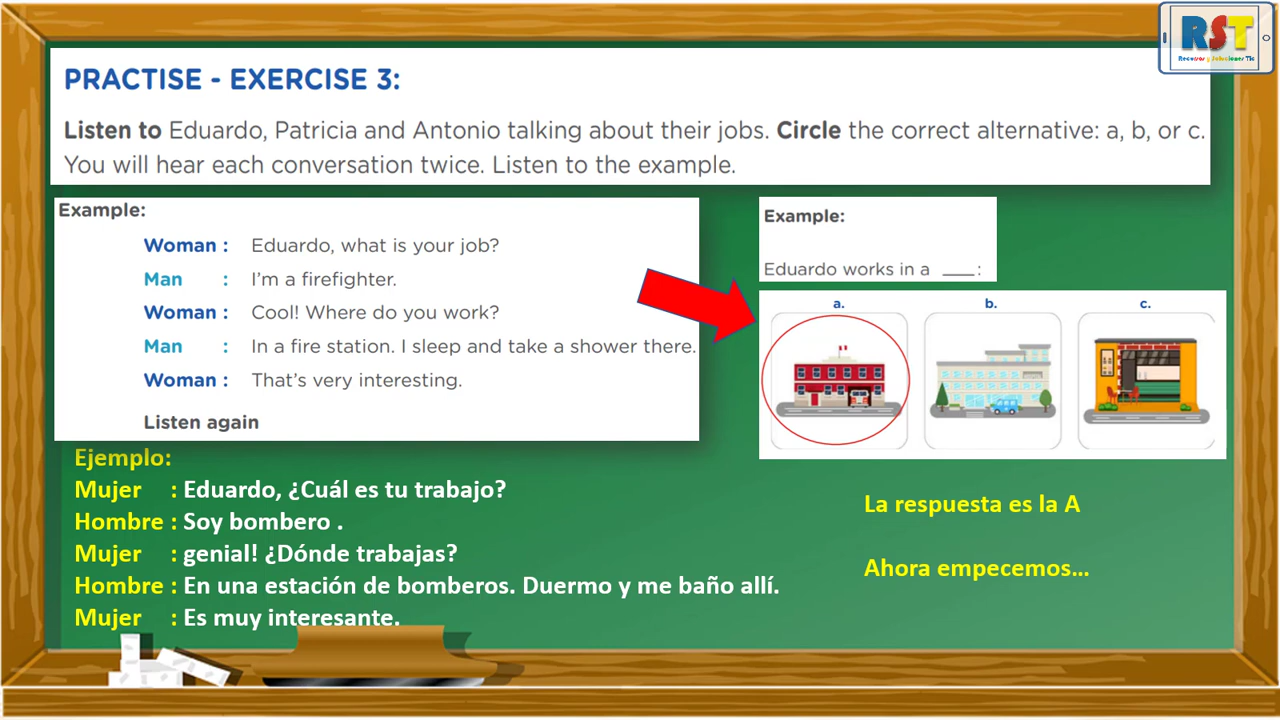 RST
Recursos y Soluciones Tic
PRACTISE - EXERCISE 3:
Listen to Eduardo, Patricia and Antonio talking about their jobs. Circle the correct alternative: a, b, or c.
You will hear each conversation twice. Listen to the example.
Example:
Woman : Eduardo, what is your job?
Man : I'm a firefighter.
Woman : Cool! Where do you work?
Man : In a fire station. I sleep and take a shower there.
Woman : That's very interesting.
Listen again
Example:
Eduardo works in a ___:
a. b. c.
Ejemplo:
Mujer : Eduardo, ¿Cuál es tu trabajo?
Hombre : Soy bombero .
Mujer : genial! ¿Dónde trabajas?
Hombre : En una estación de bomberos. Duermo y me baño allí.
Mujer : Es muy interesante.
La respuesta es la A
Ahora empecemos...